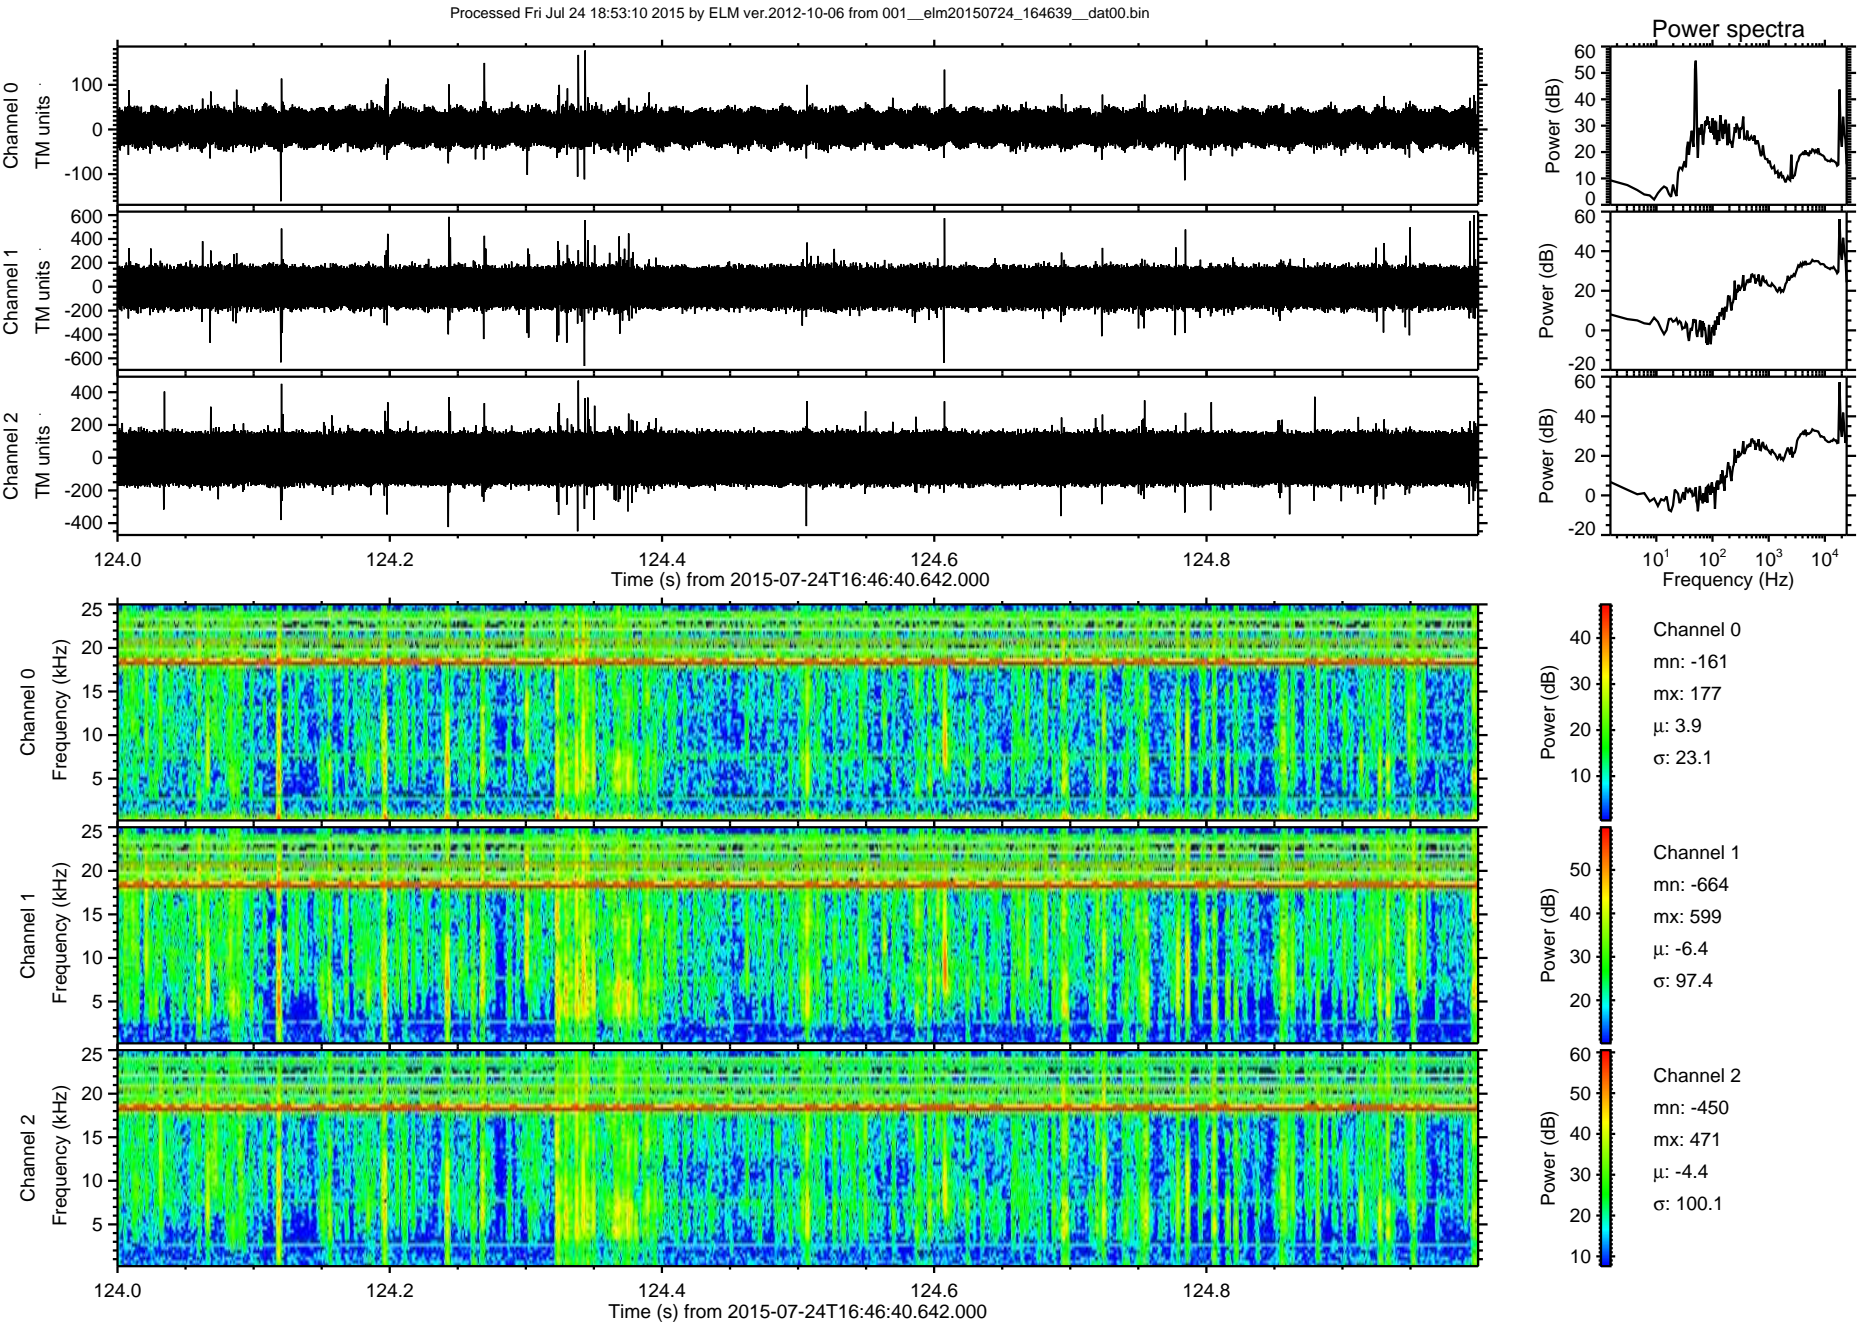 Processed Fri Jul 24 18:53:10 2015 by ELM ver.2012-10-06 from 001__elm20150724_164639__dat00.bin
Power spectra
Channel 0
TM units
100
0
-100
Power (dB)
60
50
40
30
20
10
0
Channel 1
TM units
600
400
200
0
-200
-400
-600
Power (dB)
60
40
20
0
-20
Channel 2
TM units
400
200
0
-200
-400
Power (dB)
60
40
20
0
-20
124.0 124.2 124.4 124.6 124.8
Time (s) from 2015-07-24T16:46:40.642.000
10¹ 10² 10³ 10⁴
Frequency (Hz)
Channel 0
Frequency (kHz)
25
20
15
10
5
Power (dB)
40
30
20
10
Channel 0
mn: -161
mx: 177
μ: 3.9
σ: 23.1
Channel 1
Frequency (kHz)
25
20
15
10
5
Power (dB)
50
40
30
20
Channel 1
mn: -664
mx: 599
μ: -6.4
σ: 97.4
Channel 2
Frequency (kHz)
25
20
15
10
5
Power (dB)
60
50
40
30
20
10
Channel 2
mn: -450
mx: 471
μ: -4.4
σ: 100.1
124.0 124.2 124.4 124.6 124.8
Time (s) from 2015-07-24T16:46:40.642.000